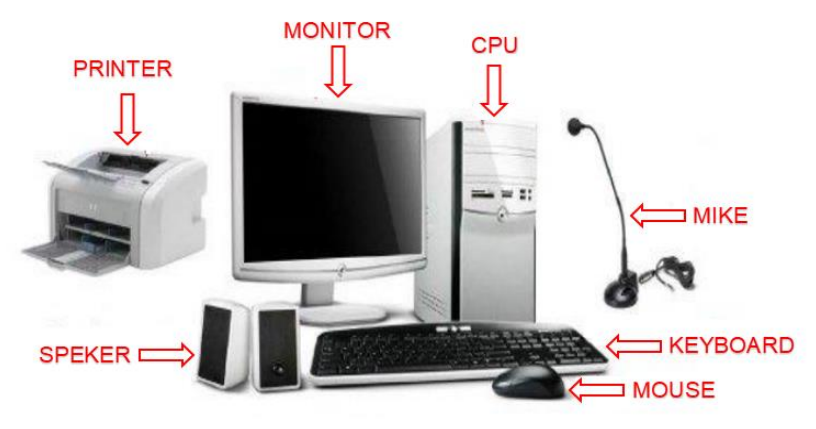 MONITOR
CPU
PRINTER
MIKE
SPEKER
KEYBOARD
MOUSE